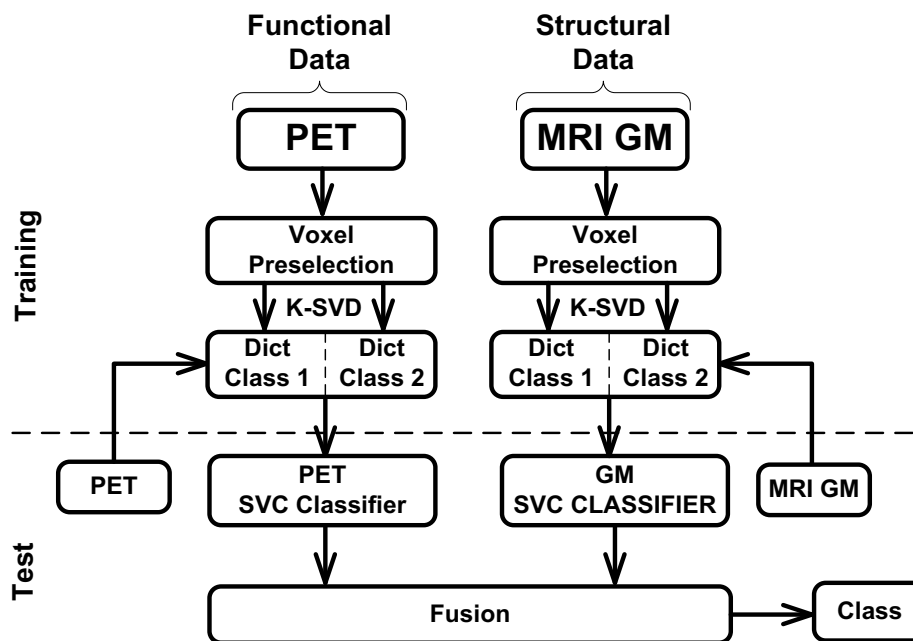 Functional
Data
Structural
Data
PET
MRI GM
Training
Voxel
Preselection
Voxel
Preselection
K-SVD
K-SVD
Dict
Class 1
Dict
Class 2
Dict
Class 1
Dict
Class 2
Test
PET
PET
SVC Classifier
GM
SVC CLASSIFIER
MRI GM
Fusion
Class